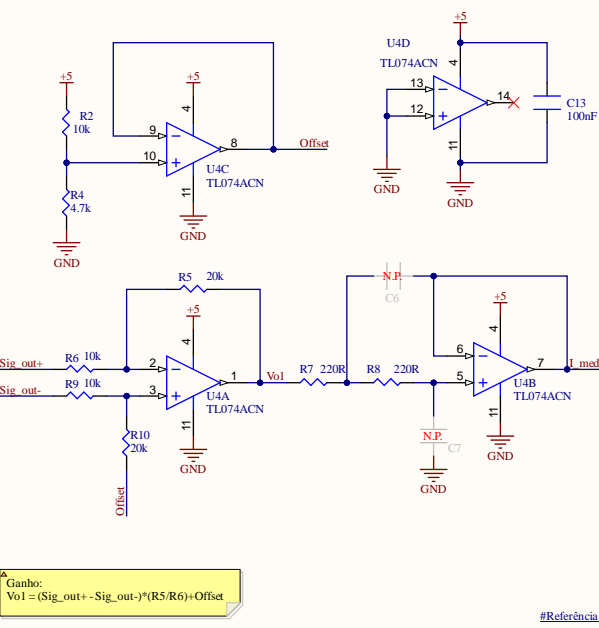 +5
R2
10k
R4
4.7k
GND
+5
4
9
8
10
11
U4C
TL074ACN
GND
Offset
U4D
TL074ACN
+5
4
13
14
12
11
GND
GND
C13
100nF
R5 20k
+5
4
Sig_out+
R6 10k
2
Sig_out-
R9 10k
3
1
Vo1
U4A
TL074ACN
11
GND
R10
20k
Offset
N.P.
C6
R7 220R
R8 220R
+5
4
6
5
7
I_med
U4B
TL074ACN
11
GND
N.P.
C7
GND
Ganho:
Vo1 = (Sig_out+ - Sig_out-)*(R5/R6)+Offset
#Referência